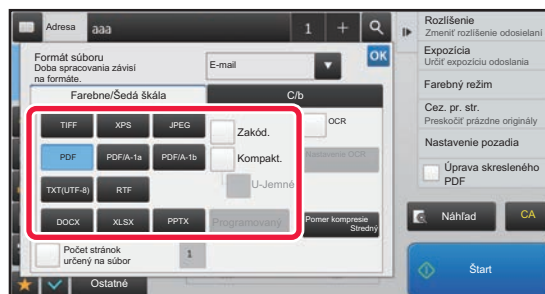 Adresa
aaa
1
+
Rozlíšenie
Zmeniť rozlíšenie odosielani
Expozícia
Určiť expozíciu odoslania
Farebný režim
Cez. pr. str.
Preskočiť prázdne originály
Nastavenie pozadia
Úprava skresleného
PDF
Náhľad
CA
Štart
Formát súboru
Doba spracovania závisí
na formáte.
E-mail
OK
Farebne/Šedá škála
C/b
TIFF
XPS
JPEG
Zakód.
OCR
PDF
PDF/A-1a
PDF/A-1b
Kompakt.
Nastavenie OCR
TXT(UTF-8)
RTF
U-Jemné
DOCX
XLSX
PPTX
Programovaný
Pomer kompresie
Stredný
Počet
stránok
určený na súbor
1
Ostatné